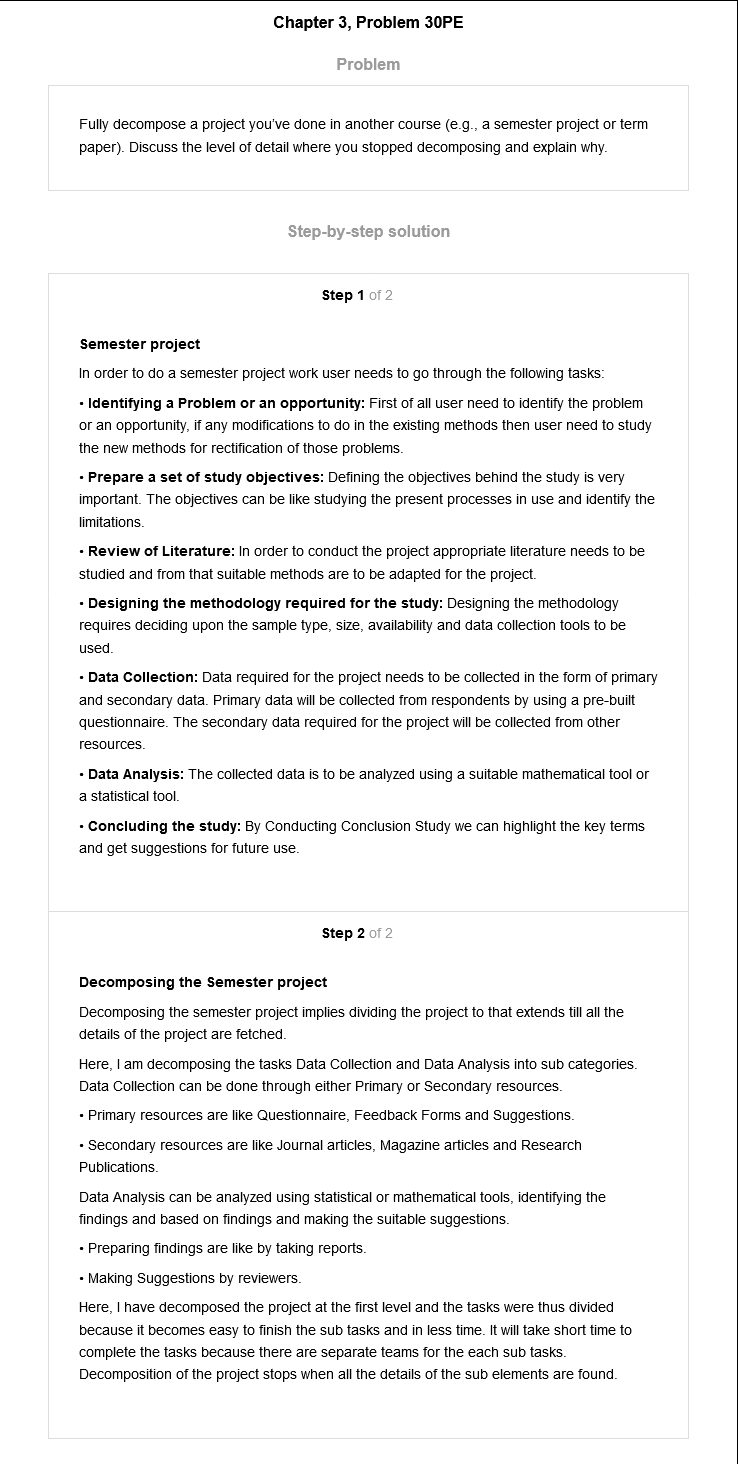 Chapter 3, Problem 30PE
Problem
Fully decompose a project you've done in another course (e.g., a semester project or term
paper). Discuss the level of detail where you stopped decomposing and explain why.
Step-by-step solution
Step 1 of 2
Semester project
In order to do a semester project work user needs to go through the following tasks:
• Identifying a Problem or an opportunity: First of all user need to identify the problem
or an opportunity, if any modifications to do in the existing methods then user need to study
the new methods for rectification of those problems.
• Prepare a set of study objectives: Defining the objectives behind the study is very
important. The objectives can be like studying the present processes in use and identify the
limitations.
• Review of Literature: In order to conduct the project appropriate literature needs to be
studied and from that suitable methods are to be adapted for the project.
• Designing the methodology required for the study: Designing the methodology
requires deciding upon the sample type, size, availability and data collection tools to be
used.
• Data Collection: Data required for the project needs to be collected in the form of primary
and secondary data. Primary data will be collected from respondents by using a pre-built
questionnaire. The secondary data required for the project will be collected from other
resources.
• Data Analysis: The collected data is to be analyzed using a suitable mathematical tool or
a statistical tool.
• Concluding the study: By Conducting Conclusion Study we can highlight the key terms
and get suggestions for future use.
Step 2 of 2
Decomposing the Semester project
Decomposing the semester project implies dividing the project to that extends till all the
details of the project are fetched.
Here, I am decomposing the tasks Data Collection and Data Analysis into sub categories.
Data Collection can be done through either Primary or Secondary resources.
• Primary resources are like Questionnaire, Feedback Forms and Suggestions.
• Secondary resources are like Journal articles, Magazine articles and Research
Publications.
Data Analysis can be analyzed using statistical or mathematical tools, identifying the
findings and based on findings and making the suitable suggestions.
• Preparing findings are like by taking reports.
• Making Suggestions by reviewers.
Here, I have decomposed the project at the first level and the tasks were thus divided
because it becomes easy to finish the sub tasks and in less time. It will take short time to
complete the tasks because there are separate teams for the each sub tasks.
Decomposition of the project stops when all the details of the sub elements are found.